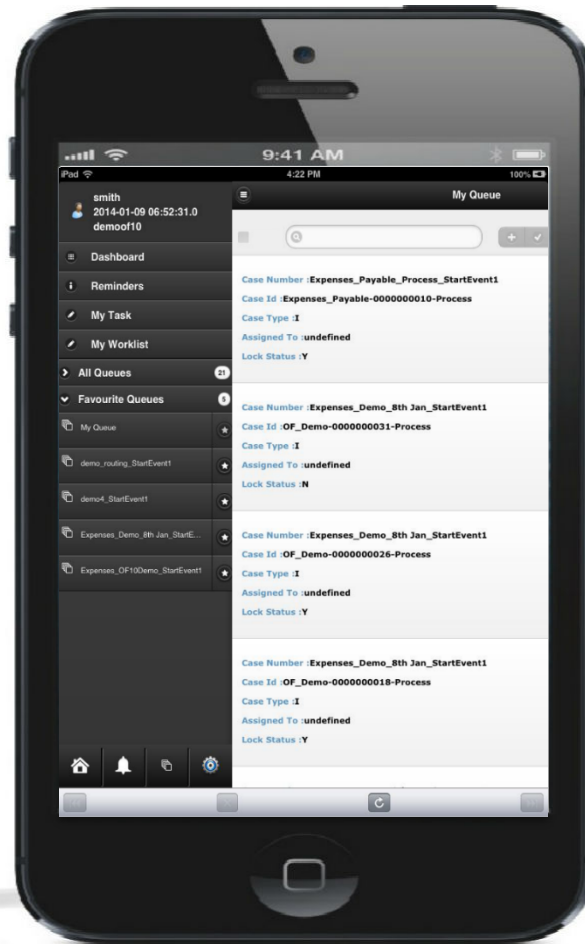 9:41 AM
iPad
4:22 PM
100%
smith
2014-01-09 06:52:31.0
demoof10
Dashboard
Reminders
My Task
My Worklist
All Queues
21
Favourite Queues
5
My Queue
demo_routing_StartEvent1
demo4_StartEvent1
Expenses_Demo_8th Jan_StartE...
Expenses_OF10Demo_StartEvent1
My Queue
Case Number :Expenses_Payable_Process_StartEvent1
Case Id :Expenses_Payable-0000000010-Process
Case Type :I
Assigned To :undefined
Lock Status :Y
Case Number :Expenses_Demo_8th Jan_StartEvent1
Case Id :OF_Demo-0000000031-Process
Case Type :I
Assigned To :undefined
Lock Status :N
Case Number :Expenses_Demo_8th Jan_StartEvent1
Case Id :OF_Demo-0000000026-Process
Case Type :I
Assigned To :undefined
Lock Status :Y
Case Number :Expenses_Demo_8th Jan_StartEvent1
Case Id :OF_Demo-0000000018-Process
Case Type :I
Assigned To :undefined
Lock Status :Y